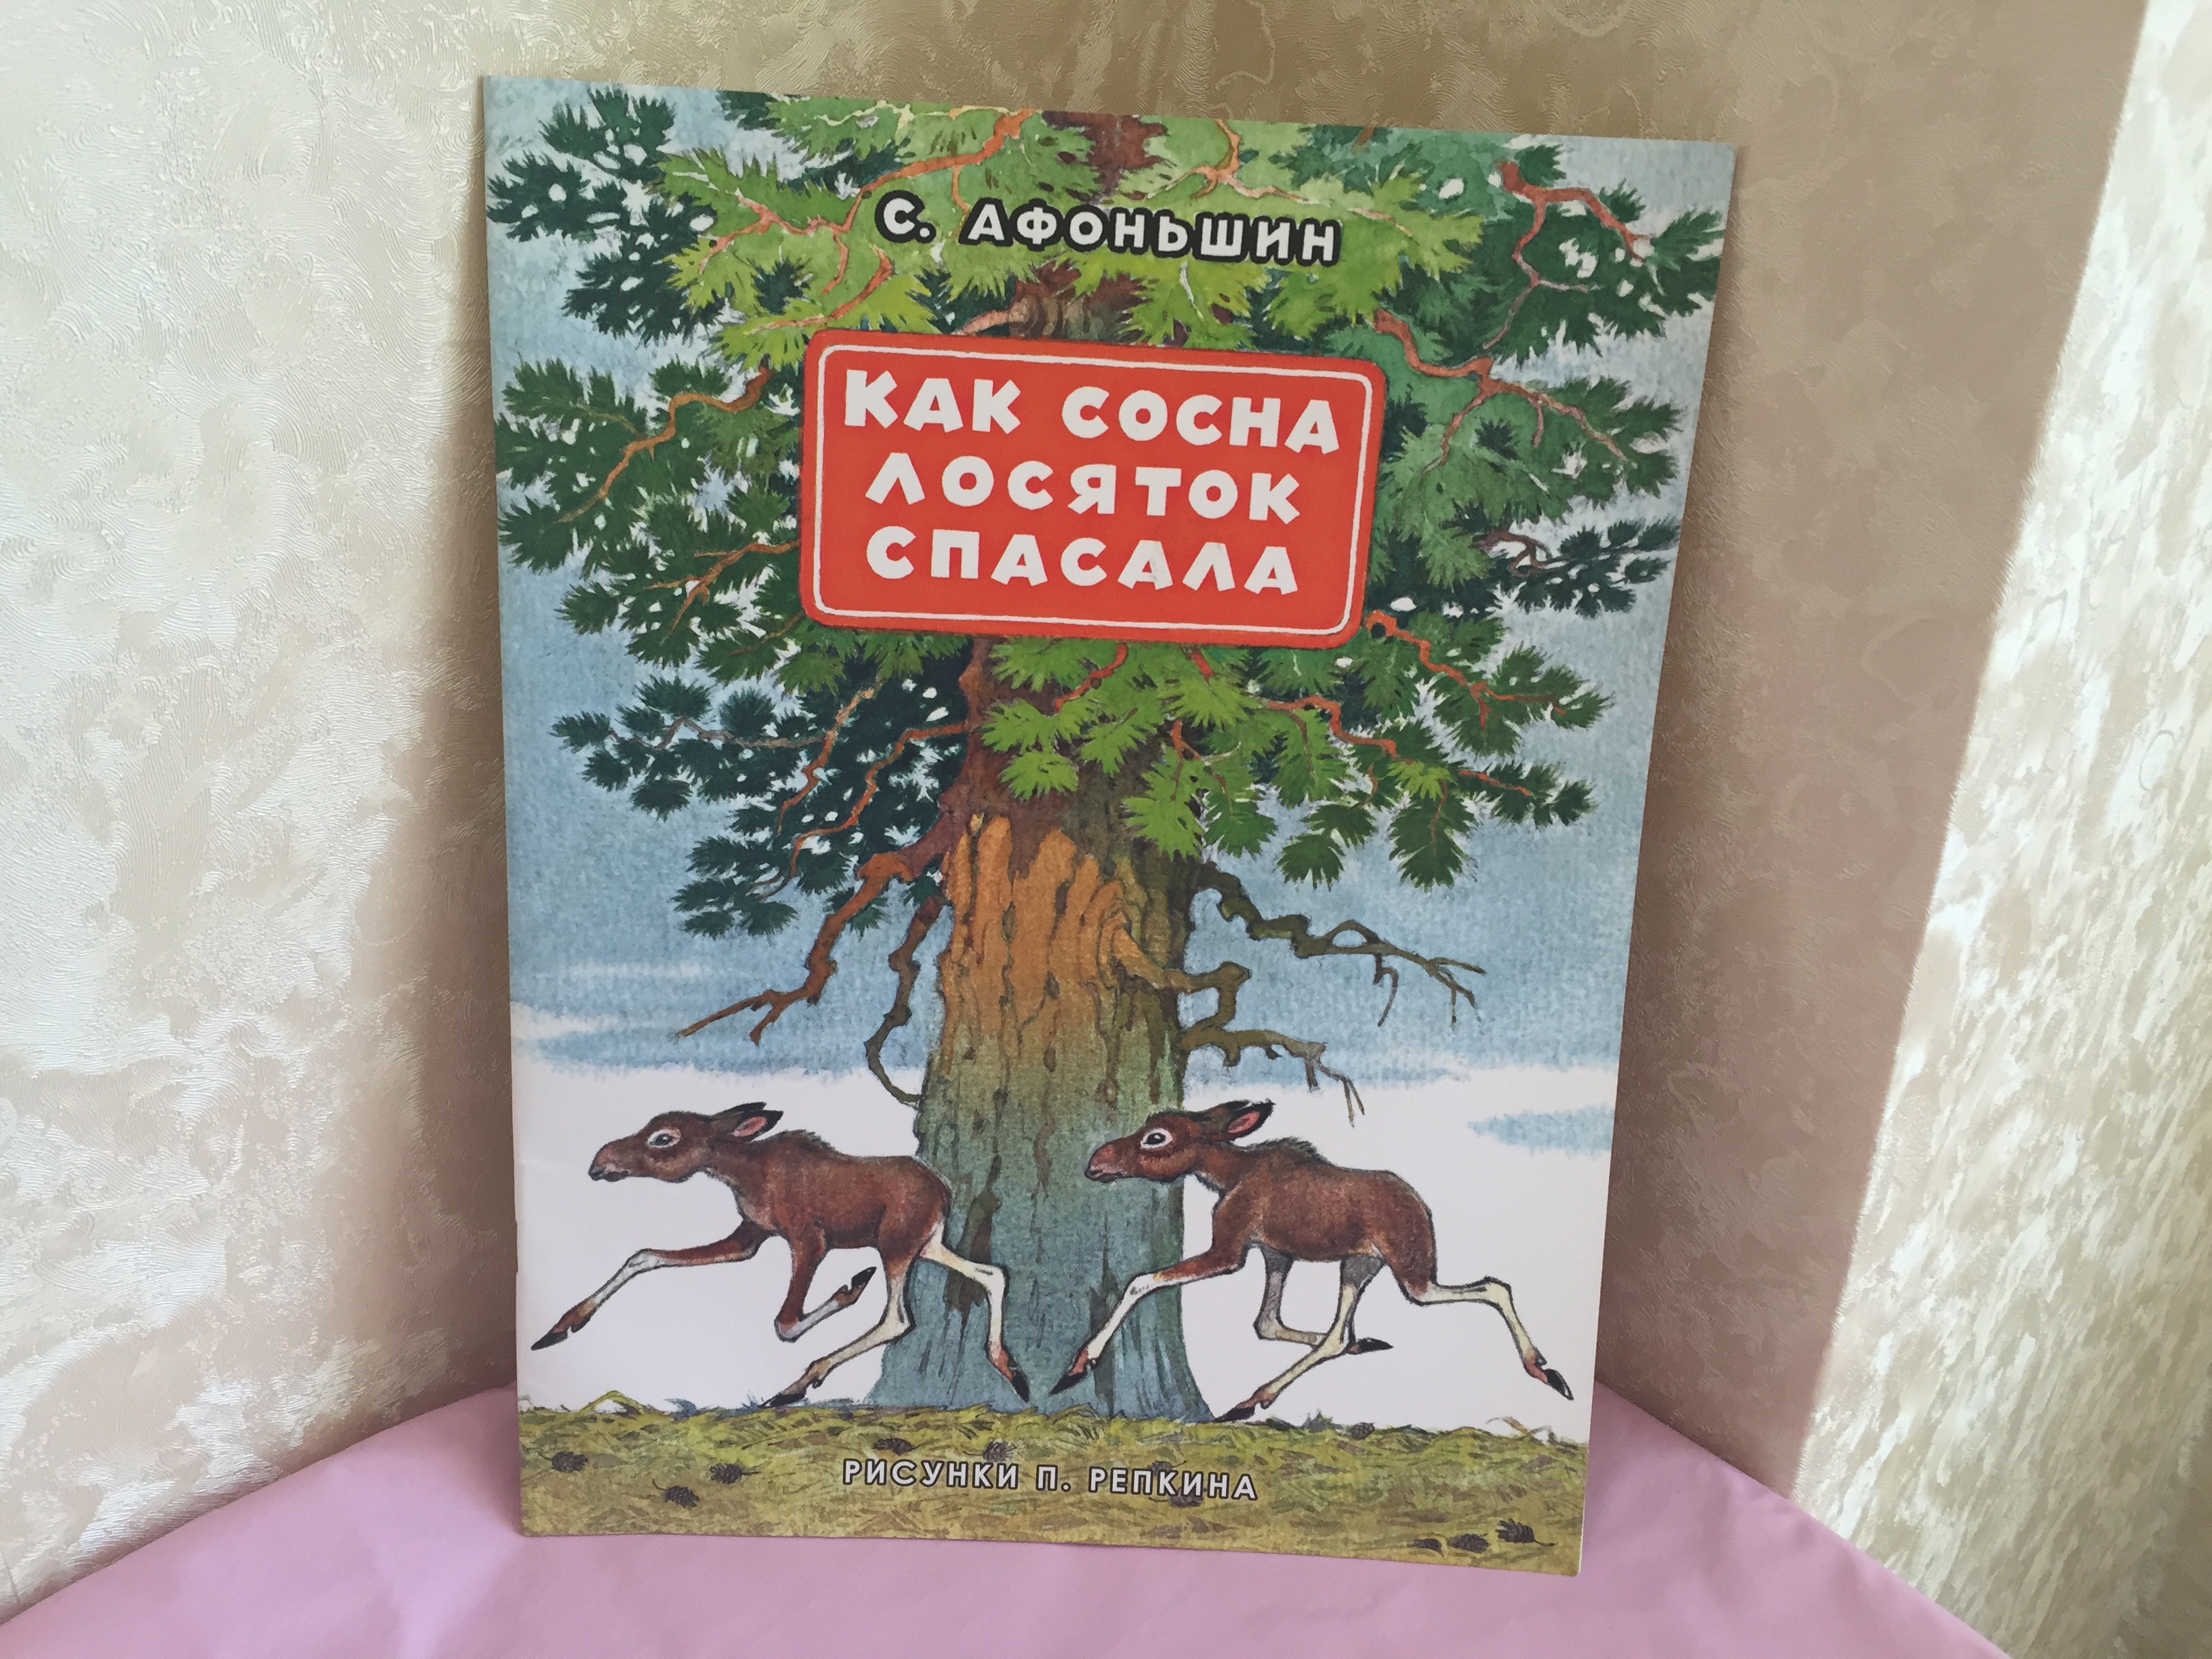 С. АФОНЬШИН
КАК СОСНА
ЛОСЯТОК
СПАСАЛА
РИСУНКИ П. РЕПКИНА